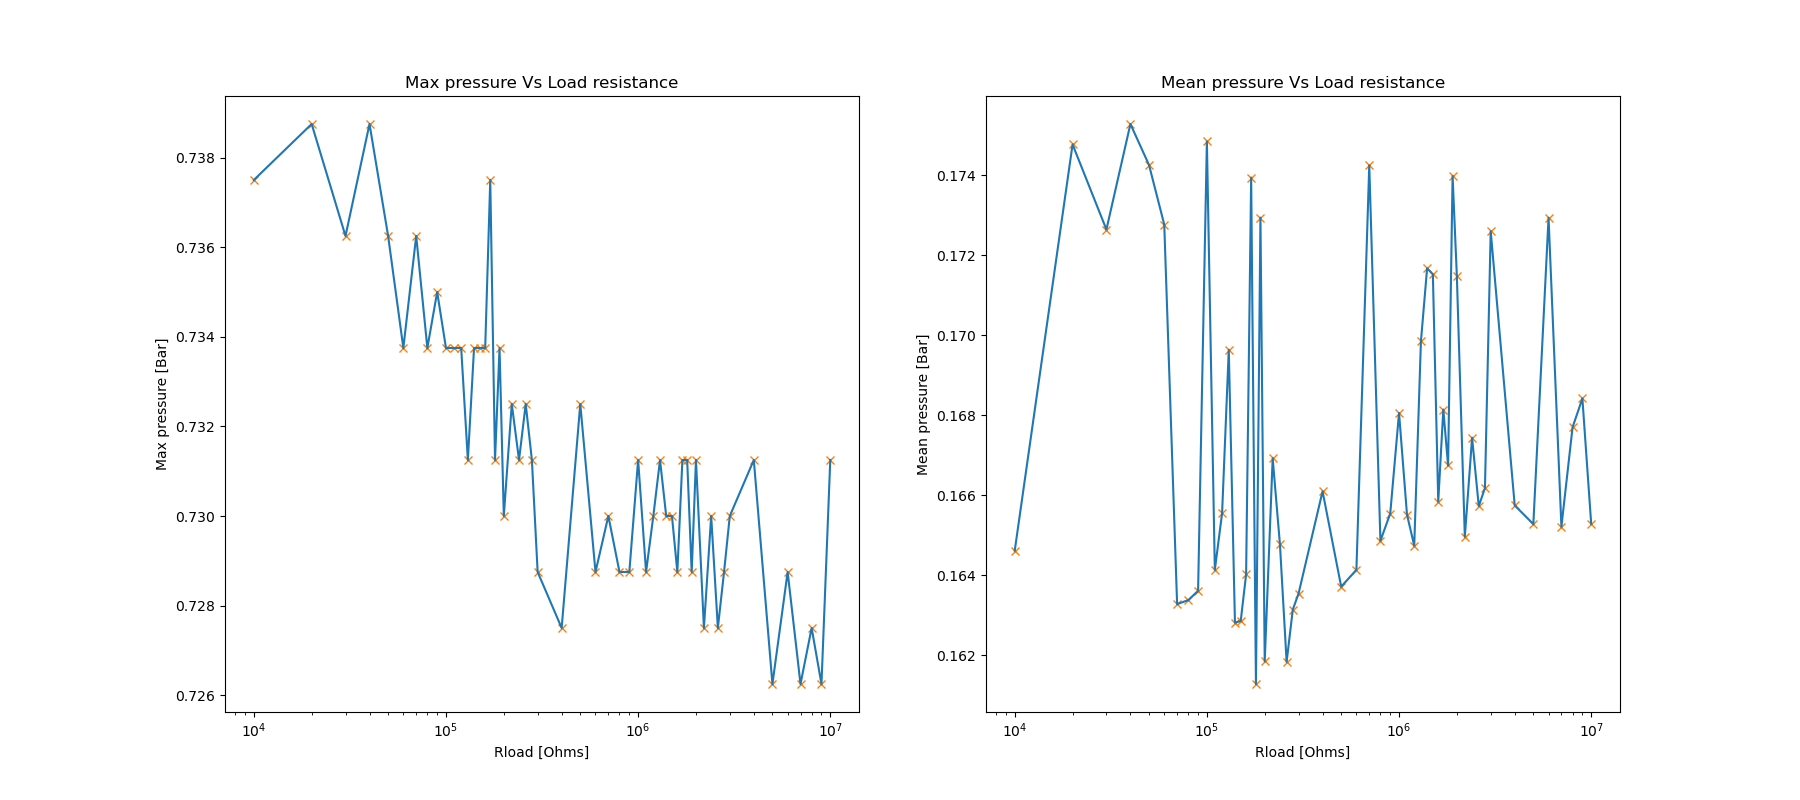 Max pressure Vs Load resistance
0.738
0.736
0.734
0.732
0.730
0.728
0.726
Max pressure [Bar]
10⁴ 10⁵ 10⁶ 10⁷
Rload [Ohms]
Mean pressure Vs Load resistance
0.174
0.172
0.170
0.168
0.166
0.164
0.162
Mean pressure [Bar]
10⁴ 10⁵ 10⁶ 10⁷
Rload [Ohms]